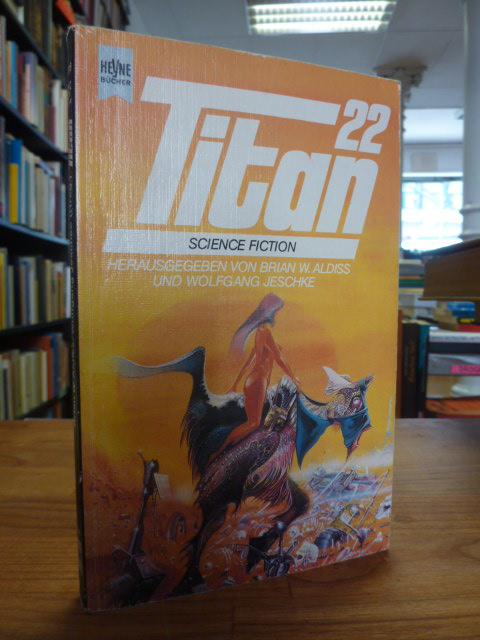 HEYNE
BÜCHER
22
Titan
SCIENCE FICTION
HERAUSGEGEBEN VON BRIAN W. ALDISS
UND WOLFGANG JESCHKE